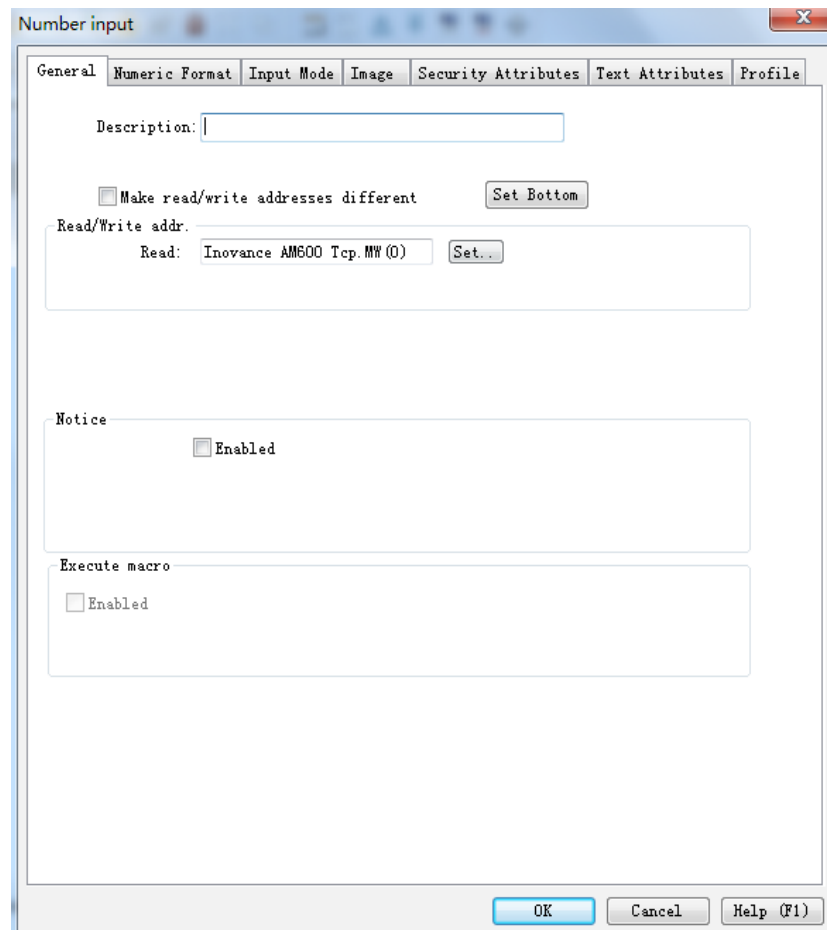 Number input
General Numeric Format Input Mode Image Security Attributes Text Attributes Profile
Description:
Make read/write addresses different Set Bottom
Read/Write addr.
Read: Inovance AM600 Tcp.MW(0) Set..
Notice
Enabled
Execute macro
Enabled
OK Cancel Help (F1)